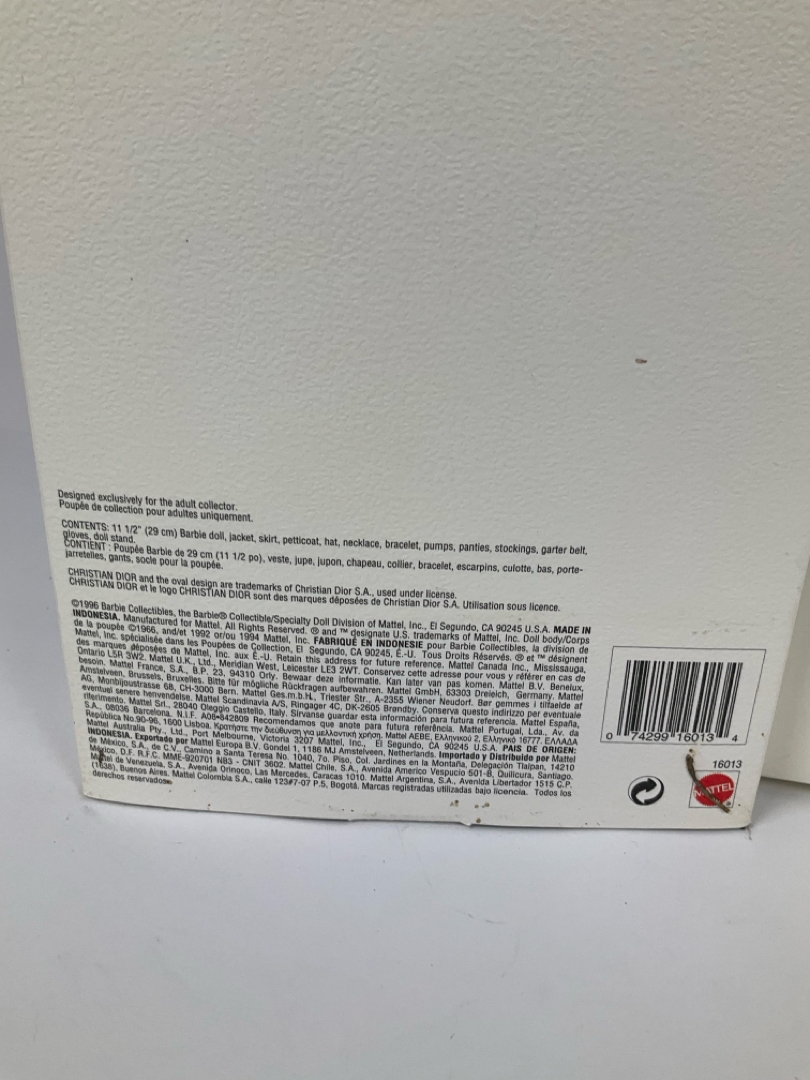 Designed exclusively for the adult collector.
Poupée de collection pour adultes uniquement.
CONTENTS: 11 1/2" (29 cm) Barbie doll, jacket, skirt, petticoat, hat, necklace, bracelet, pumps, panties, stockings, garter belt,
gloves, doll stand.
CONTIENT : Poupée Barbie de 29 cm (11 1/2 po), veste, jupe, jupon, chapeau, collier, bracelet, escarpins, culotte, bas, porte-
jarretelles, gants, socle pour la poupée.
CHRISTIAN DIOR and the oval design are trademarks of Christian Dior S.A., used under license.
CHRISTIAN DIOR et le logo CHRISTIAN DIOR sont des marques déposées de Christian Dior S.A. Utilisation sous licence.
©1996 Barbie Collectibles, the Barbie® Collectible/Specialty Doll Division of Mattel, Inc., El Segundo, CA 90245 U.S.A. MADE IN
INDONESIA. Manufactured for Mattel. All Rights Reserved. ® and ™ designate U.S. trademarks of Mattel, Inc. Doll body/Corps
de la poupée ©1966, and/et 1992 or/ou 1994 Mattel, Inc. FABRIQUÉ EN INDONESIE pour Barbie Collectibles, la division de
Mattel, Inc. spécialisée dans les Poupées de Collection, El Segundo, CA 90245, É.-U. Tous Droits Réservés. ® et ™ désignent
des marques déposées de Mattel, Inc. aux É.-U. Retain this address for future reference. Mattel Canada Inc., Mississauga,
Ontario L5R 3W2. Mattel U.K., Ltd., Meridian West, Leicester LE3 2WT. Conservez cette adresse pour vous y référer en cas de
besoin. Mattel France, S.A., B.P. 23, 94310 Orly. Bewaar deze informatie. Kan later van pas komen. Mattel B.V. Benelux,
Amstelveen, Brussels, Bruxelles. Bitte für mögliche Rückfragen aufbewahren. Mattel GmbH, 63303 Dreieich, Germany. Mattel
AG, Monbijoustrasse 68, CH-3000 Bern. Mattel Ges.m.b.H., Triester Str., A-2355 Wiener Neudorf. Bør gemmes i tilfælde af
eventuel senere henvendelse. Mattel Scandinavia A/S, Ringager 4C, DK-2605 Brøndby. Conserva questo indirizzo per eventuale
riferimento. Mattel Srl., 28040 Oleggio Castello, Italy. Sirvanse guardar esta información para futura referencia. Mattel España,
S.A., 08036 Barcelona. N.I.F. A08-842809 Recomendamos que anote para futura referência. Mattel Portugal, Lda., Av. da
República No. 90-96, 1600 Lisboa. Κρατήστε την διεύθυνση για μελλοντική χρήση. Mattel AEBE, Ελληνικού 2, Ελληνικό 16777, ΕΛΛΑΔΑ
Mattel Australia Pty., Ltd., Port Melbourne, Victoria 3207 Mattel, Inc., El Segundo, CA 90245 U.S.A. PAIS DE ORIGEN:
INDONESIA. Exportado por Mattel Europa B.V. Gondel 1, 1186 MJ Amstelveen, Netherlands. Importado y Distribuido por Mattel
de México, S.A., de C.V., Camino a Santa Teresa No. 1040, 7o. Piso, Col. Jardines en la Montaña, Delegación Tlalpan, 14210
México, D.F. R.F.C. MME-920701 NB3 - CNIT 3602. Mattel Chile, S.A., Avenida Americo Vespucio 501-B, Quilicura, Santiago.
Mattel de Venezuela, S.A., Avenida Orinoco, Las Mercedes, Caracas 1010. Mattel Argentina, S.A., Avenida Libertador 1515 C.P.
(1638), Buenos Aires. Mattel Colombia S.A., calle 123#7-07 P.5, Bogotá. Marcas registradas utilizadas bajo licencia. Todos los
derechos reservados
0 74299 16013 4
16013
MATTEL